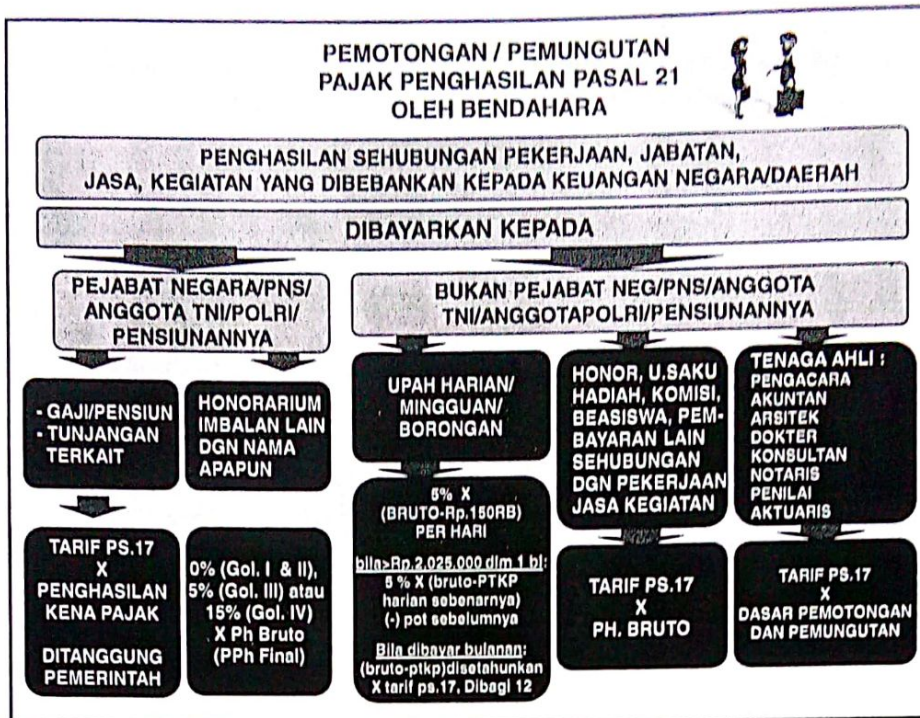 PEMOTONGAN / PEMUNGUTAN
PAJAK PENGHASILAN PASAL 21
OLEH BENDAHARA
PENGHASILAN SEHUBUNGAN PEKERJAAN, JABATAN,
JASA, KEGIATAN YANG DIBEBANKAN KEPADA KEUANGAN NEGARA/DAERAH
DIBAYARKAN KEPADA
PEJABAT NEGARA/PNS/
ANGGOTA TNI/POLRI/
PENSIUNANNYA
- GAJI/PENSIUN
- TUNJANGAN
TERKAIT
TARIF PS.17
X
PENGHASILAN
KENA PAJAK
DITANGGUNG
PEMERINTAH
HONORARIUM
IMBALAN LAIN
DGN NAMA
APAPUN
0% (Gol. I & II),
5% (Gol. III) atau
15% (Gol. IV)
X Ph Bruto
(PPh Final)
BUKAN PEJABAT NEG/PNS/ANGGOTA
TNI/ANGGOTAPOLRI/PENSIUNANNYA
UPAH HARIAN/
MINGGUAN/
BORONGAN
5% X
(BRUTO-Rp.150RB)
PER HARI
bila>Rp.2,025.000 dlm 1 bl:
5 % X (bruto-PTKP
harian sebenarnya)
(-) pot sebelumnya
Bila dibayar bulanan:
(bruto-ptkp)disetahunkan
X tarif ps.17, Dibagi 12
HONOR, U.SAKU
HADIAH, KOMISI,
BEASISWA, PEM-
BAYARAN LAIN
SEHUBUNGAN
DGN PEKERJAAN
JASA KEGIATAN
TARIF PS.17
X
PH. BRUTO
TENAGA AHLI :
PENGACARA
AKUNTAN
ARSITEK
DOKTER
KONSULTAN
NOTARIS
PENILAI
AKTUARIS
TARIF PS.17
X
DASAR PEMOTONGAN
DAN PEMUNGUTAN